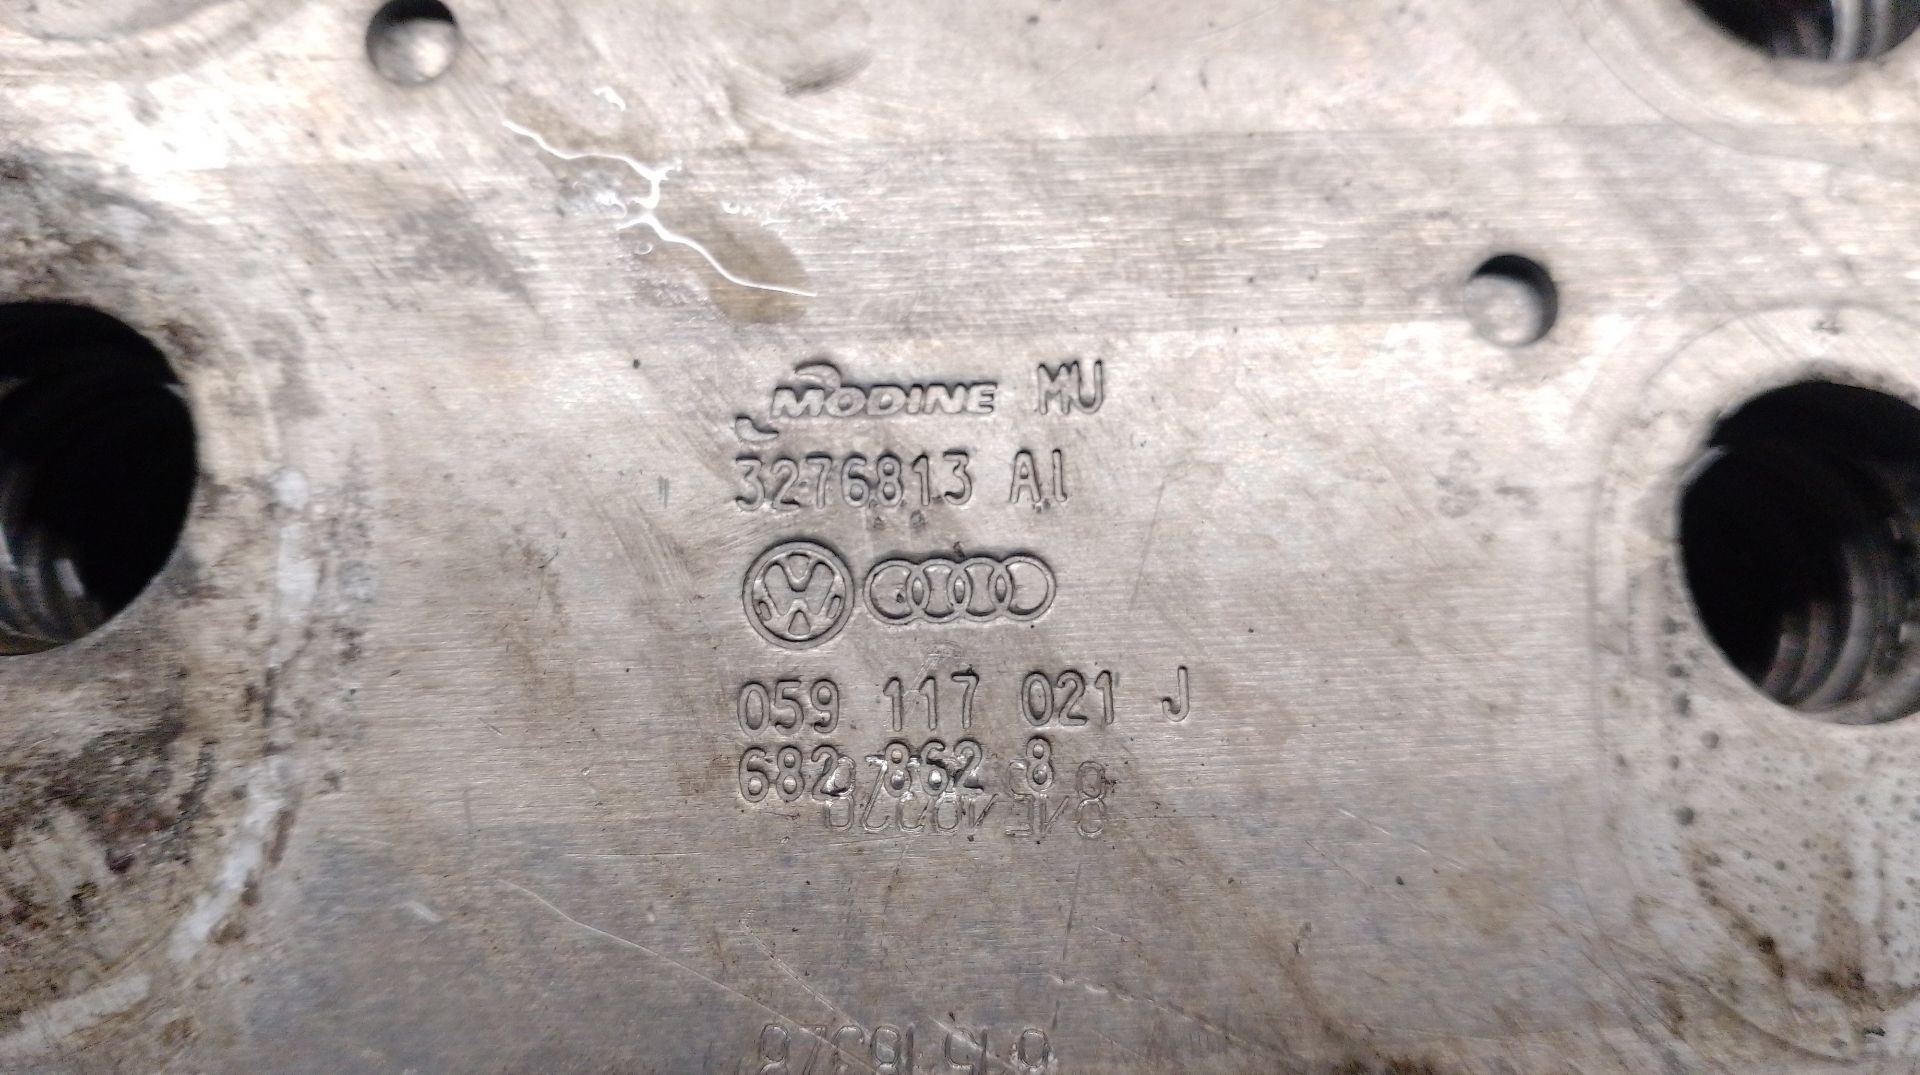 MODINE MU
3276813 AI
059 117 021 J
682 862 8